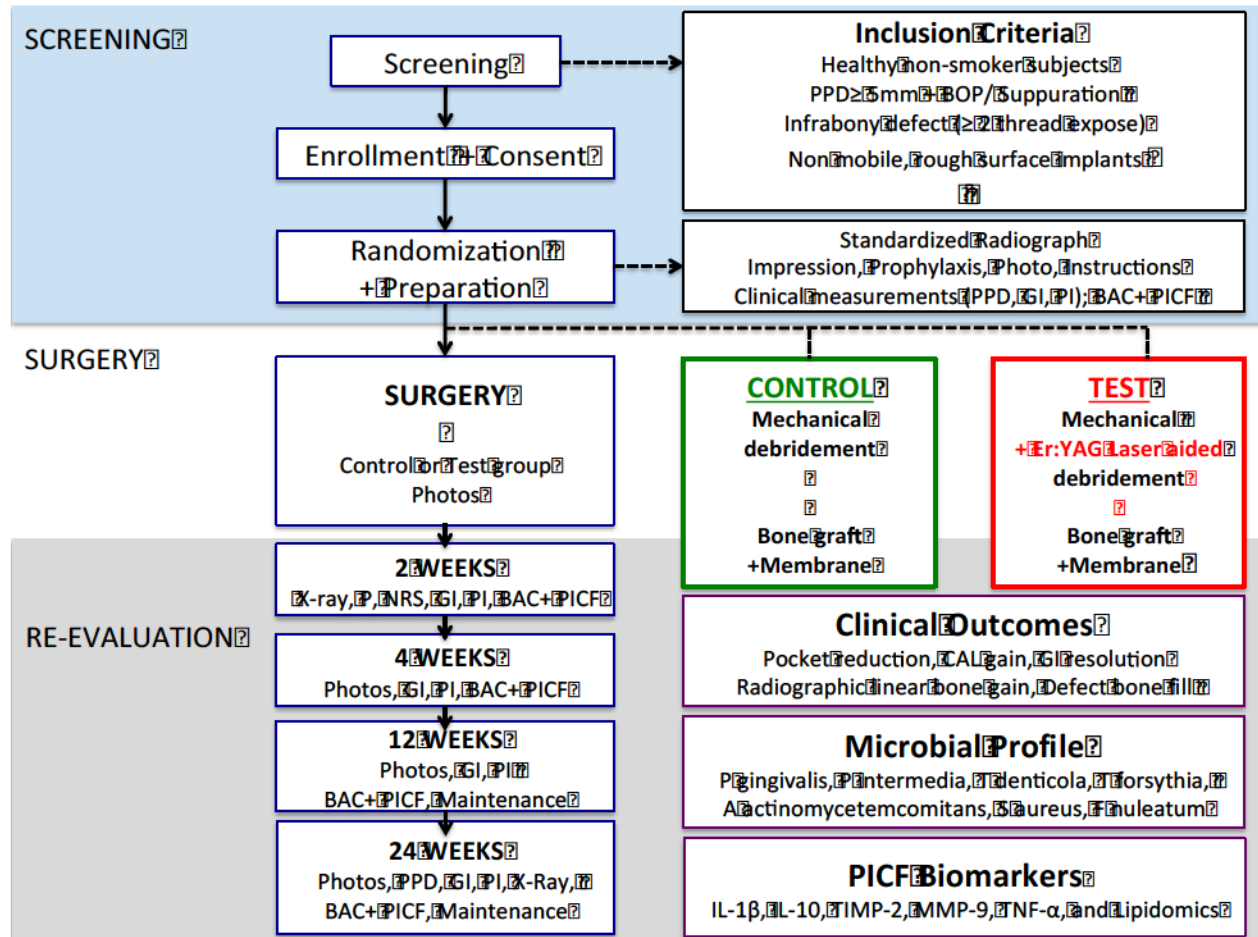 SCREENING
Screening
Enrollment + Consent
Randomization
+ Preparation
Inclusion Criteria
Healthy non-smoker subjects
PPD≥ 5mm + BOP/ Suppuration
Infrabony defect (≥ 2 thread expose)
Non mobile, rough surface implants
Standardized Radiograph
Impression, Prophylaxis, Photo, Instructions
Clinical measurements (PPD, GI, PI); BAC+ PICF
SURGERY
SURGERY
Control or Test group
Photos
CONTROL
Mechanical
debridement
Bone graft
+Membrane
TEST
Mechanical
+ Er:YAG Laser aided
debridement
Bone graft
+Membrane
RE-EVALUATION
2 WEEKS
X-ray, P, NRS, GI, PI, BAC+ PICF
4 WEEKS
Photos, GI, PI, BAC+ PICF
12 WEEKS
Photos, GI, PI
BAC+ PICF, Maintenance
24 WEEKS
Photos, PPD, GI, PI, X-Ray,
BAC+ PICF, Maintenance
Clinical Outcomes
Pocket reduction, CAL gain, GI resolution
Radiographic linear bone gain, Defect bone fill
Microbial Profile
P gingivalis, P intermedia, T denticola, T forsythia,
A actinomycetemcomitans, S aureus, F nuleatum
PICF Biomarkers
IL-1β, IL-10, TIMP-2, MMP-9, TNF-α, and Lipidomics